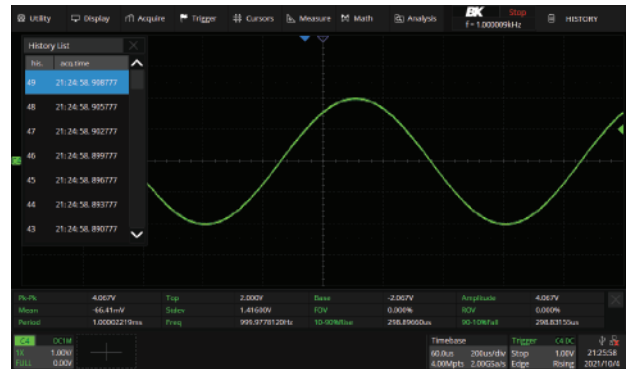 Utility Display Acquire Trigger Cursors Measure Math Analysis BK Stop HISTORY
f = 1.000009kHz
History List
No. acq.time
49 21:24:58.908777
48 21:24:58.905777
47 21:24:58.902777
46 21:24:58.899777
45 21:24:58.896777
44 21:24:58.893777
43 21:24:58.890777
C4
Pk-Pk 4.067V Top 2.000V Base -2.067V Amplitude 4.067V
Mean -66.41mV Stdev 1.41600V FOV 0.000% ROV 0.000%
Period 1.00002219ms Freq 999.9778120Hz 10-90%Rise 298.89660us 90-10%Fall 298.83155us
C4 DC1M Timebase Trigger C4 DC
1X 1.00V/ 60.0us 200us/div Stop 1.00V 21:25:58
FULL 0.00V 4.00Mpts 2.00GSa/s Edge Rising 2021/10/4